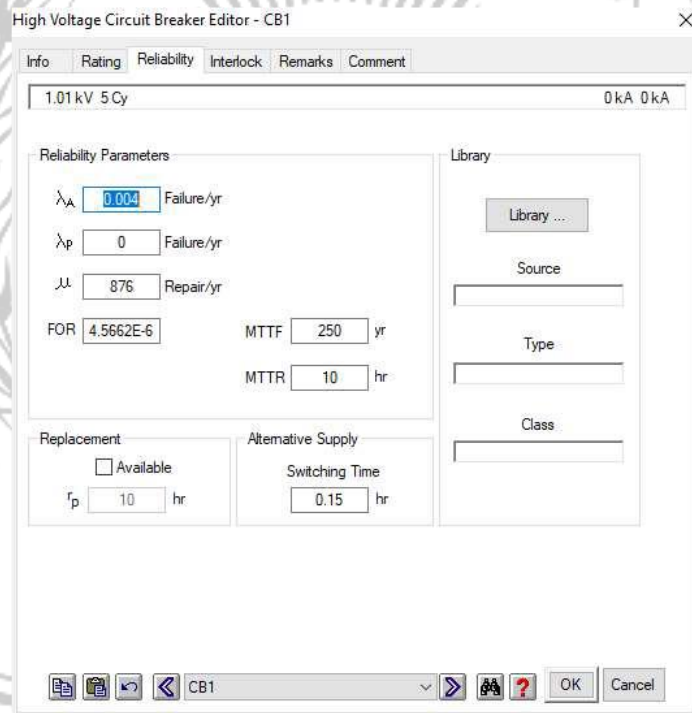 High Voltage Circuit Breaker Editor - CB1
Info Rating Reliability Interlock Remarks Comment
1.01 kV 5 Cy 0 kA 0 kA
Reliability Parameters
λA 0.004 Failure/yr
λP 0 Failure/yr
μ 876 Repair/yr
FOR 4.5662E-6 MTTF 250 yr
MTTR 10 hr
Replacement
Available
rp 10 hr
Alternative Supply
Switching Time
0.15 hr
Library
Library ...
Source
Type
Class
CB1
? OK Cancel